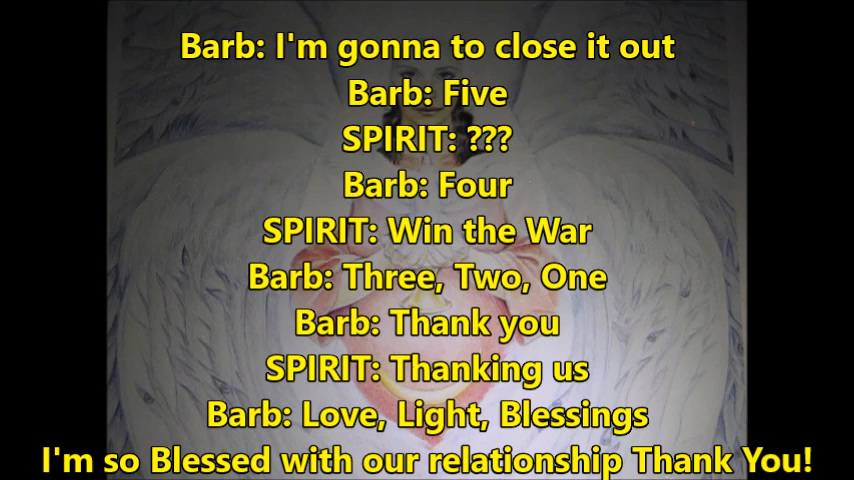 Barb: I'm gonna to close it out
Barb: Five
SPIRIT: ???
Barb: Four
SPIRIT: Win the War
Barb: Three, Two, One
Barb: Thank you
SPIRIT: Thanking us
Barb: Love, Light, Blessings
I'm so Blessed with our relationship Thank You!